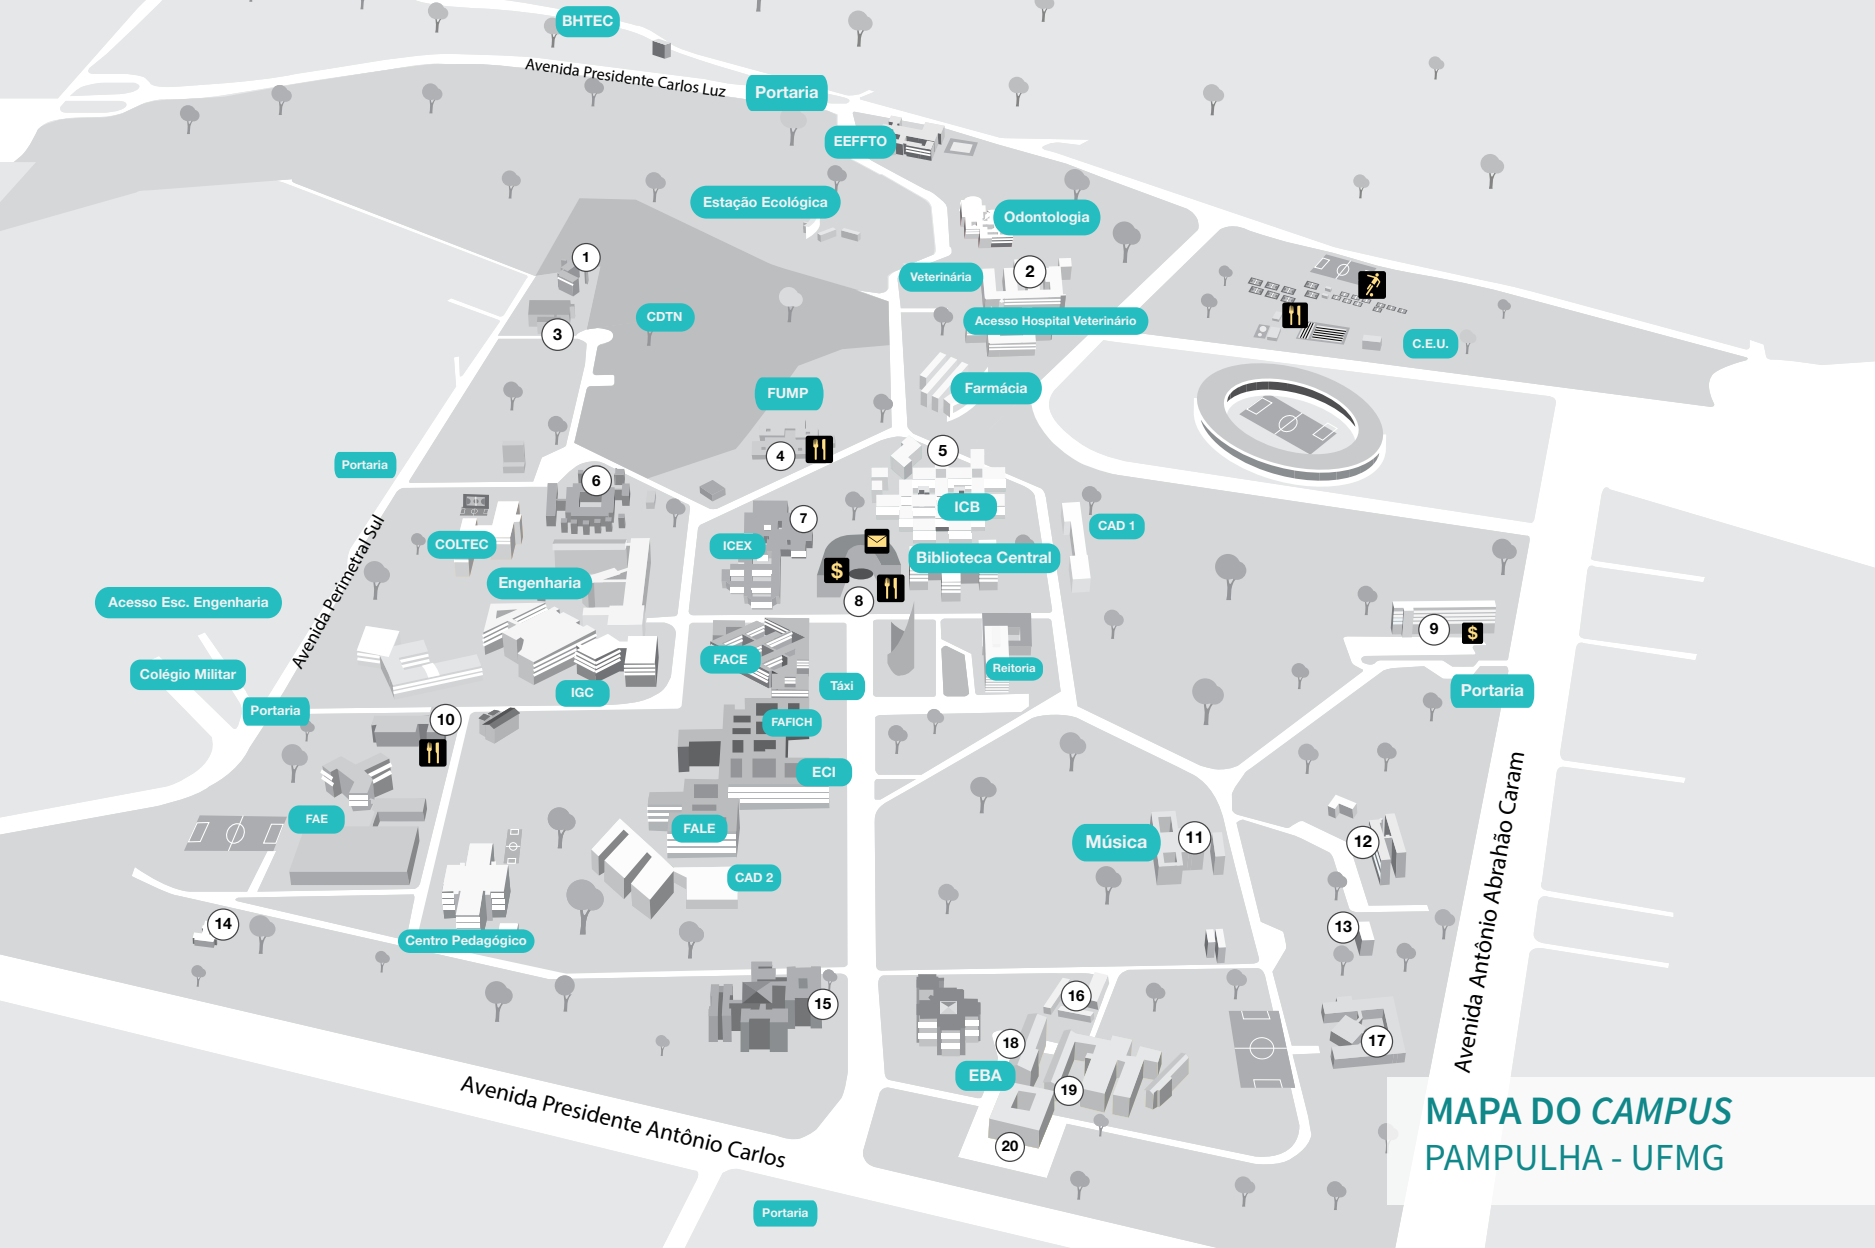 BHTEC
Avenida Presidente Carlos Luz
Portaria
EEFFTO
Estação Ecológica
Odontologia
1
Veterinária
2
CDTN
Acesso Hospital Veterinário
3
C.E.U.
FUMP
Farmácia
4
5
Portaria
6
ICB
7
CAD 1
COLTEC
ICEX
$
Biblioteca Central
Engenharia
8
Acesso Esc. Engenharia
Avenida Perimetral Sul
9
$
FACE
Reitoria
Colégio Militar
IGC
Táxi
Portaria
Portaria
10
FAFICH
ECI
FAE
FALE
Música
11
12
CAD 2
14
13
Centro Pedagógico
15
16
17
18
EBA
19
20
Avenida Antônio Abrahão Caram
Avenida Presidente Antônio Carlos
Portaria
MAPA DO CAMPUS
PAMPULHA - UFMG